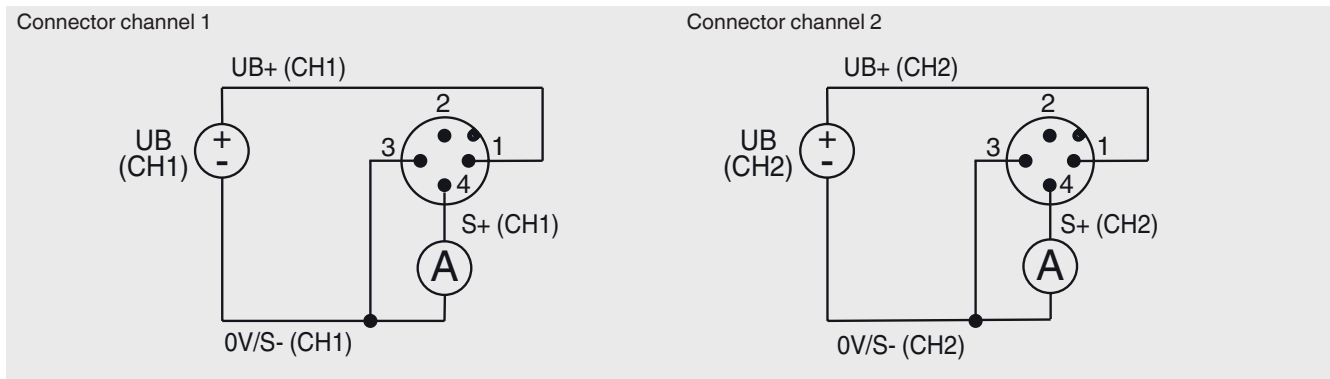 Connector channel 1
UB+ (CH1)
2
UB
(CH1)
+
-
3
1
4
S+ (CH1)
A
0V/S- (CH1)
Connector channel 2
UB+ (CH2)
2
UB
(CH2)
+
-
3
1
4
S+ (CH2)
A
0V/S- (CH2)